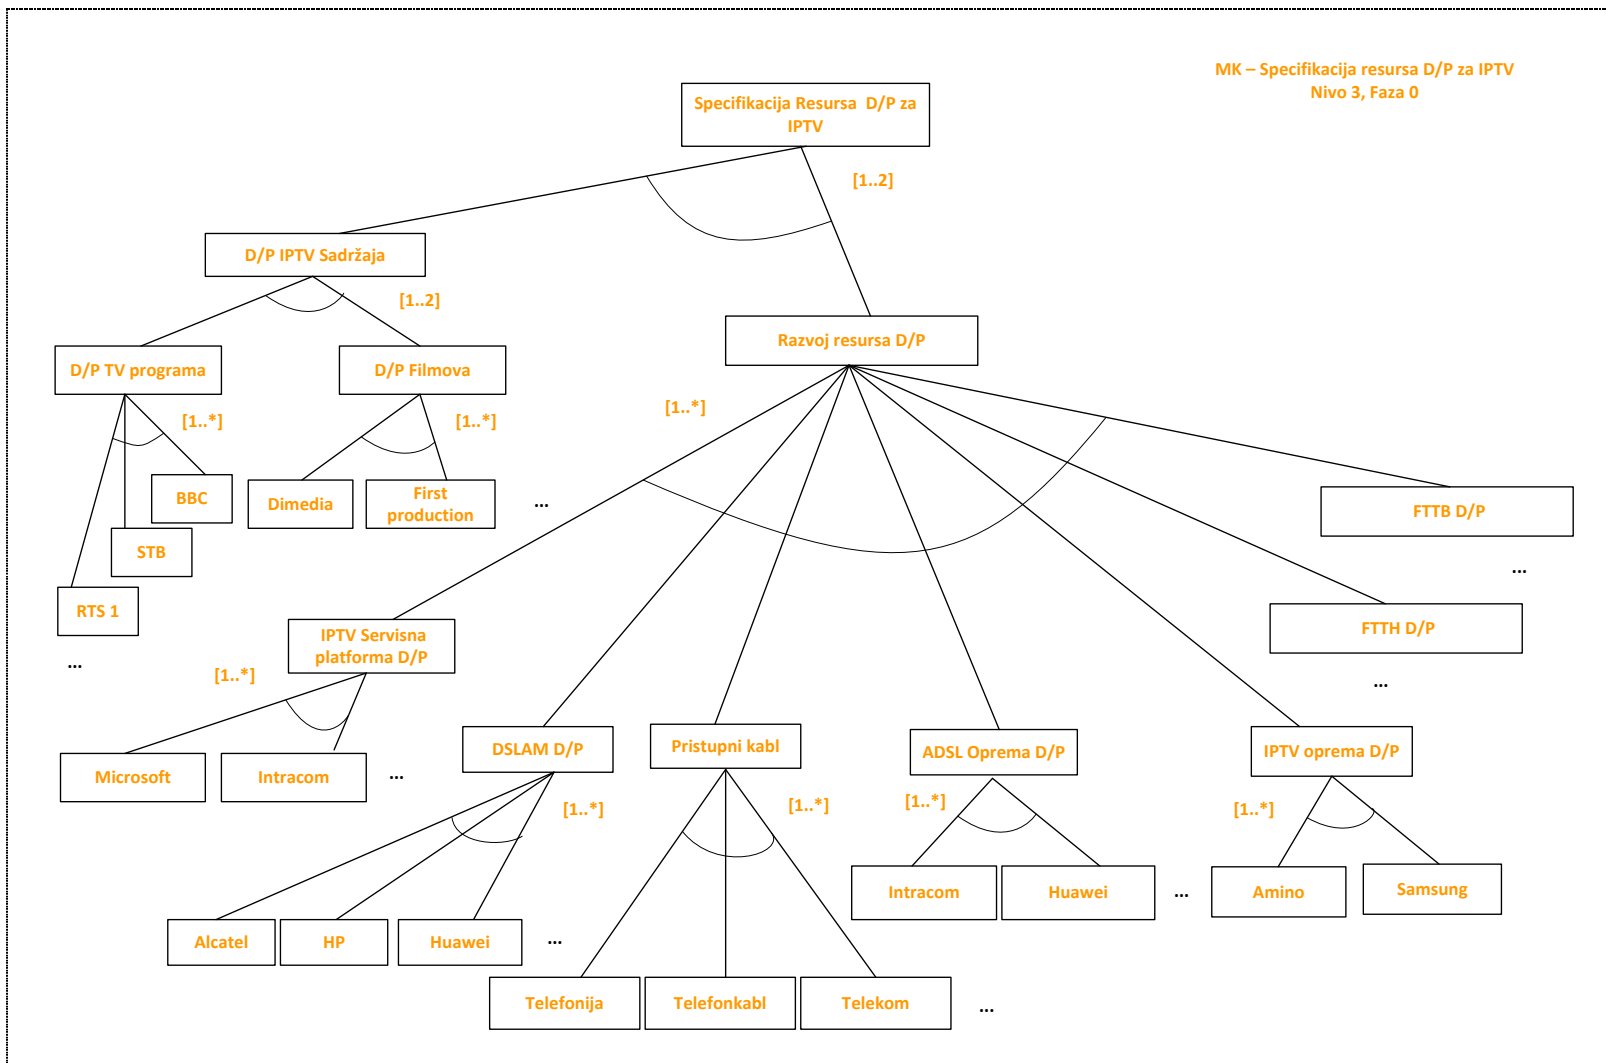 MK – Specifikacija resursa D/P za IPTV
Nivo 3, Faza 0
Specifikacija Resursa D/P za
IPTV
[1..2]
D/P IPTV Sadržaja
[1..2]
Razvoj resursa D/P
D/P TV programa
D/P Filmova
[1..*]
[1..*]
[1..*]
BBC
Dimedia
First
production
...
FTTB D/P
STB
...
RTS 1
...
IPTV Servisna
platforma D/P
FTTH D/P
...
[1..*]
Microsoft
Intracom
...
DSLAM D/P
Pristupni kabl
ADSL Oprema D/P
IPTV oprema D/P
[1..*]
[1..*]
[1..*]
[1..*]
Intracom
Huawei
...
Amino
Samsung
Alcatel
HP
Huawei
...
Telefonija
Telefonkabl
Telekom
...